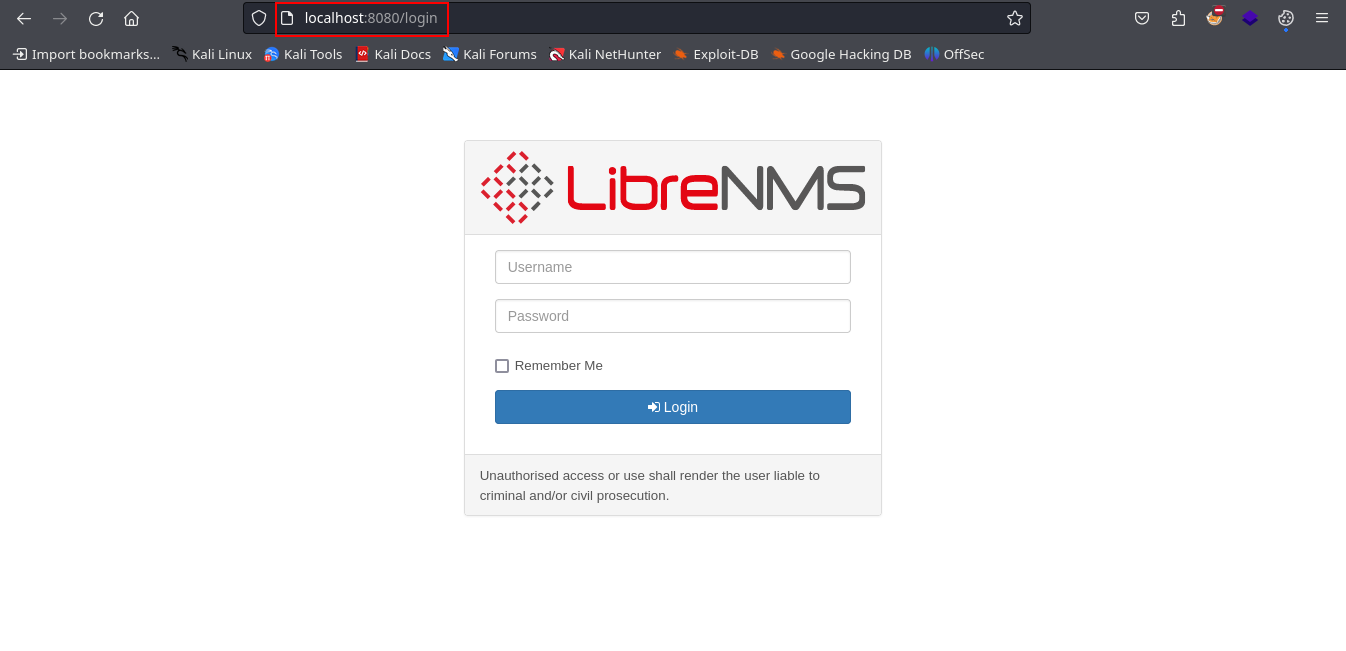 localhost:8080/login
Import bookmarks... Kali Linux Kali Tools Kali Docs Kali Forums Kali NetHunter Exploit-DB Google Hacking DB OffSec
LibreNMS
Username
Password
Remember Me
Login
Unauthorised access or use shall render the user liable to
criminal and/or civil prosecution.